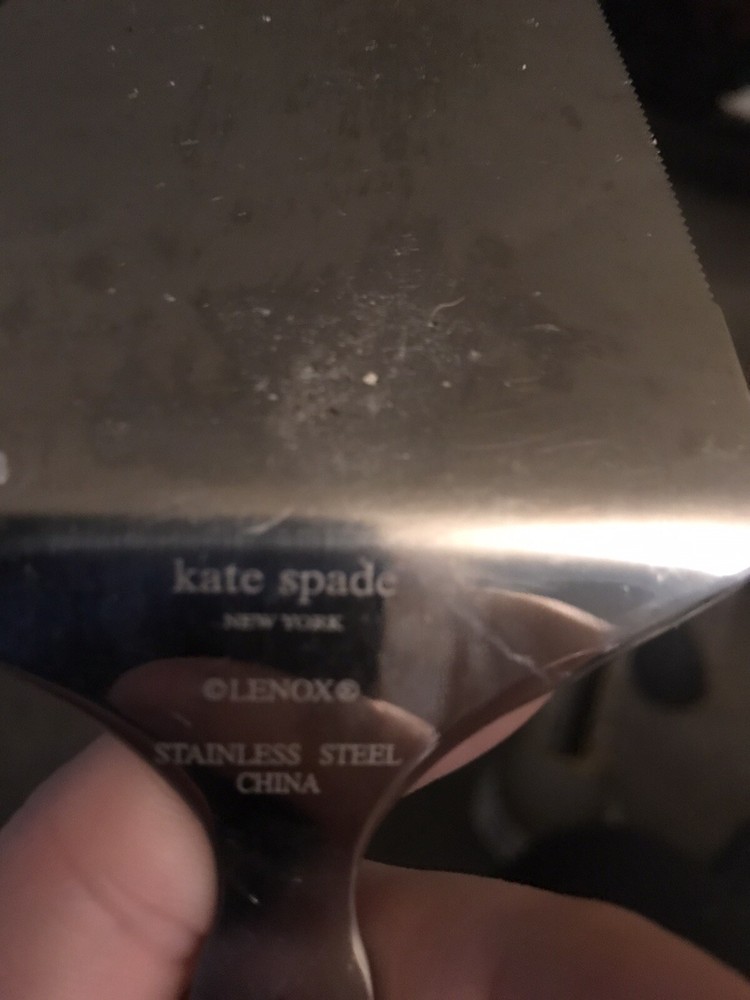 kate spade
NEW YORK
©LENOX®
STAINLESS STEEL
CHINA